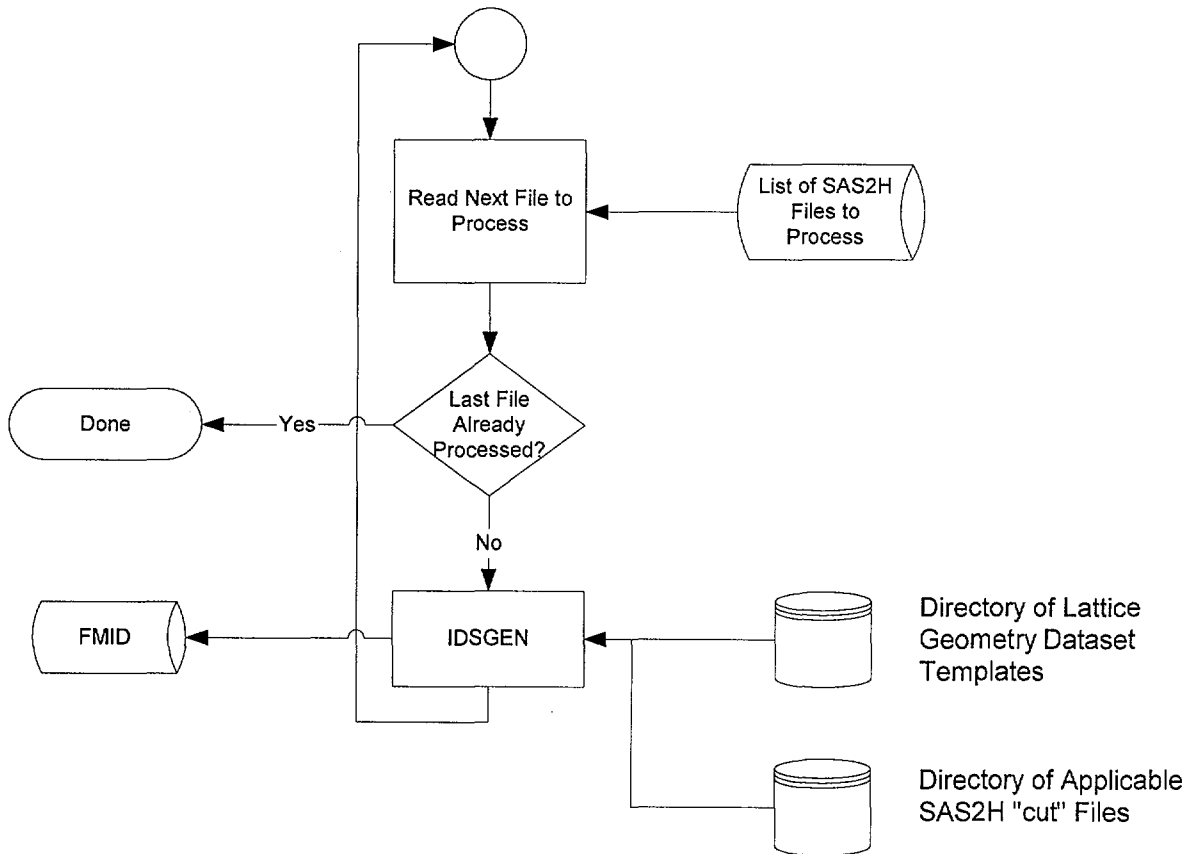 Read Next File to
Process
List of SAS2H
Files to
Process
Last File
Already
Processed?
Yes
Done
No
FMID
IDSGEN
Directory of Lattice
Geometry Dataset
Templates
Directory of Applicable
SAS2H "cut" Files